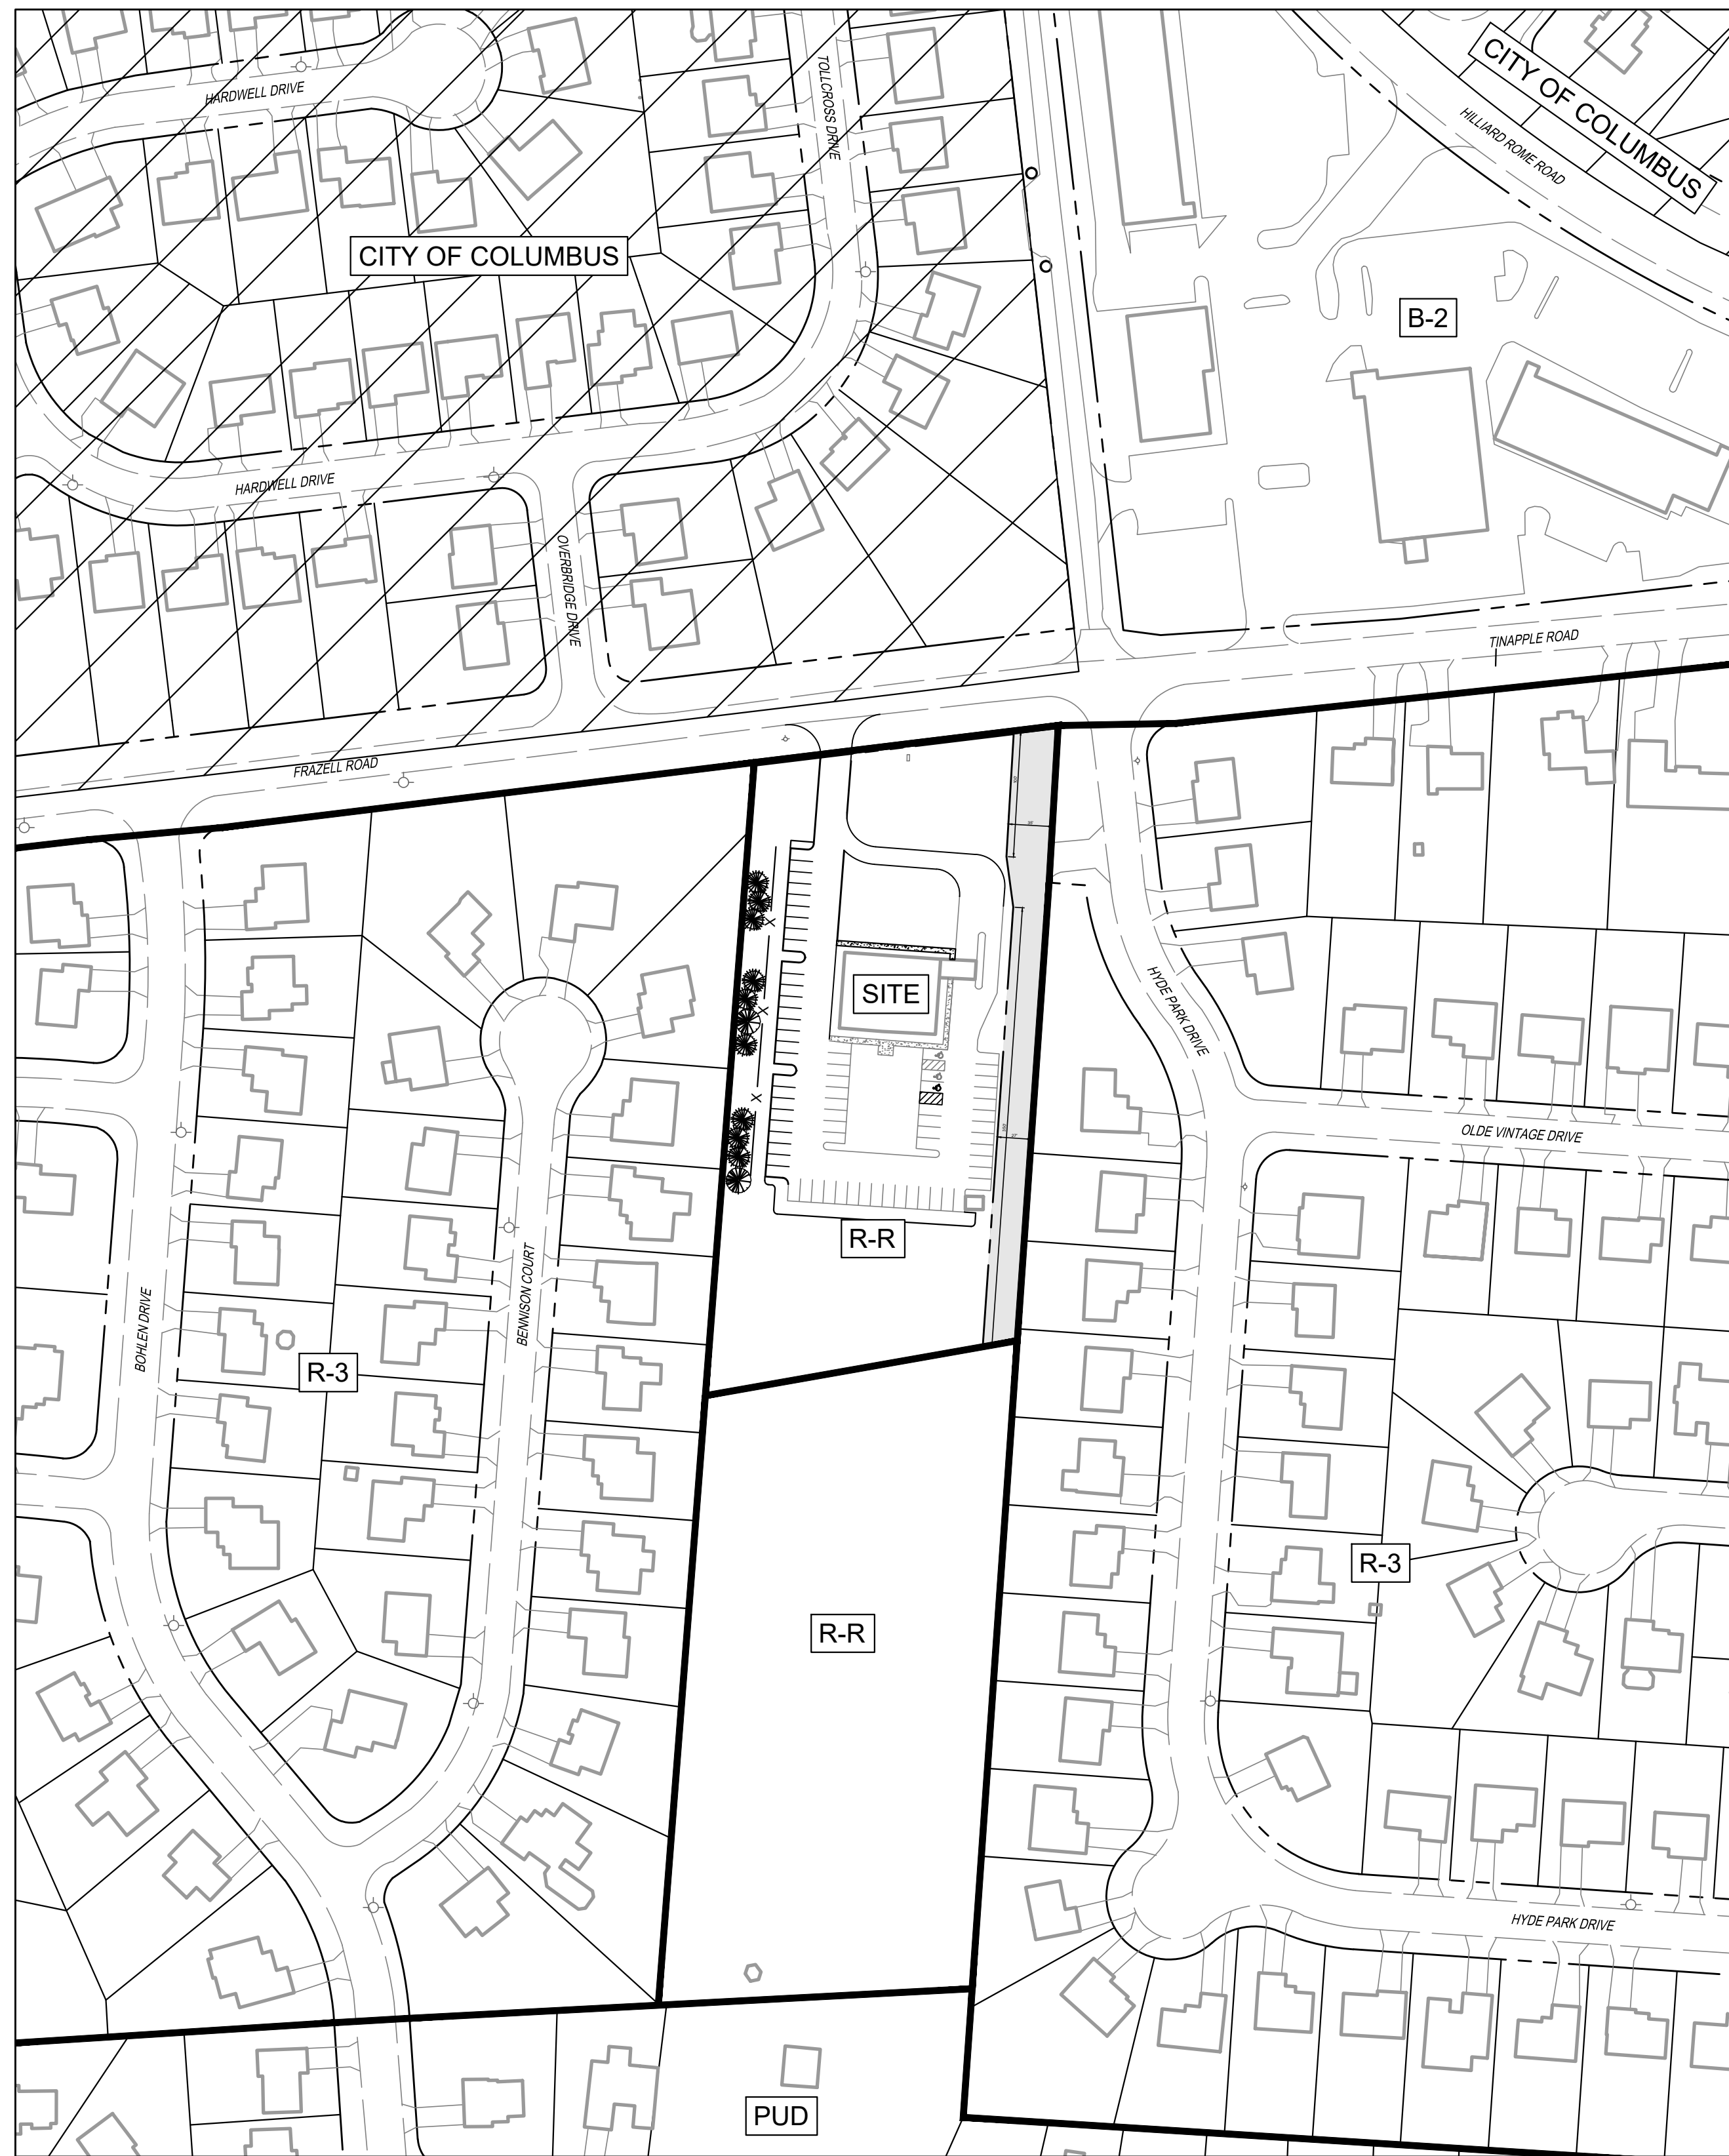 CITY OF COLUMBUS
HARDWELL DRIVE
TOLLCROSS DRIVE
HILLIARD ROME ROAD
CITY OF COLUMBUS
B-2
HARDWELL DRIVE
OVERBRIDGE DRIVE
TINAPPLE ROAD
FRAZELL ROAD
X
SITE
X
HYDE PARK DRIVE
X
OLDE VINTAGE DRIVE
R-R
BENNISON COURT
BOHLEN DRIVE
R-3
R-3
R-R
HYDE PARK DRIVE
PUD